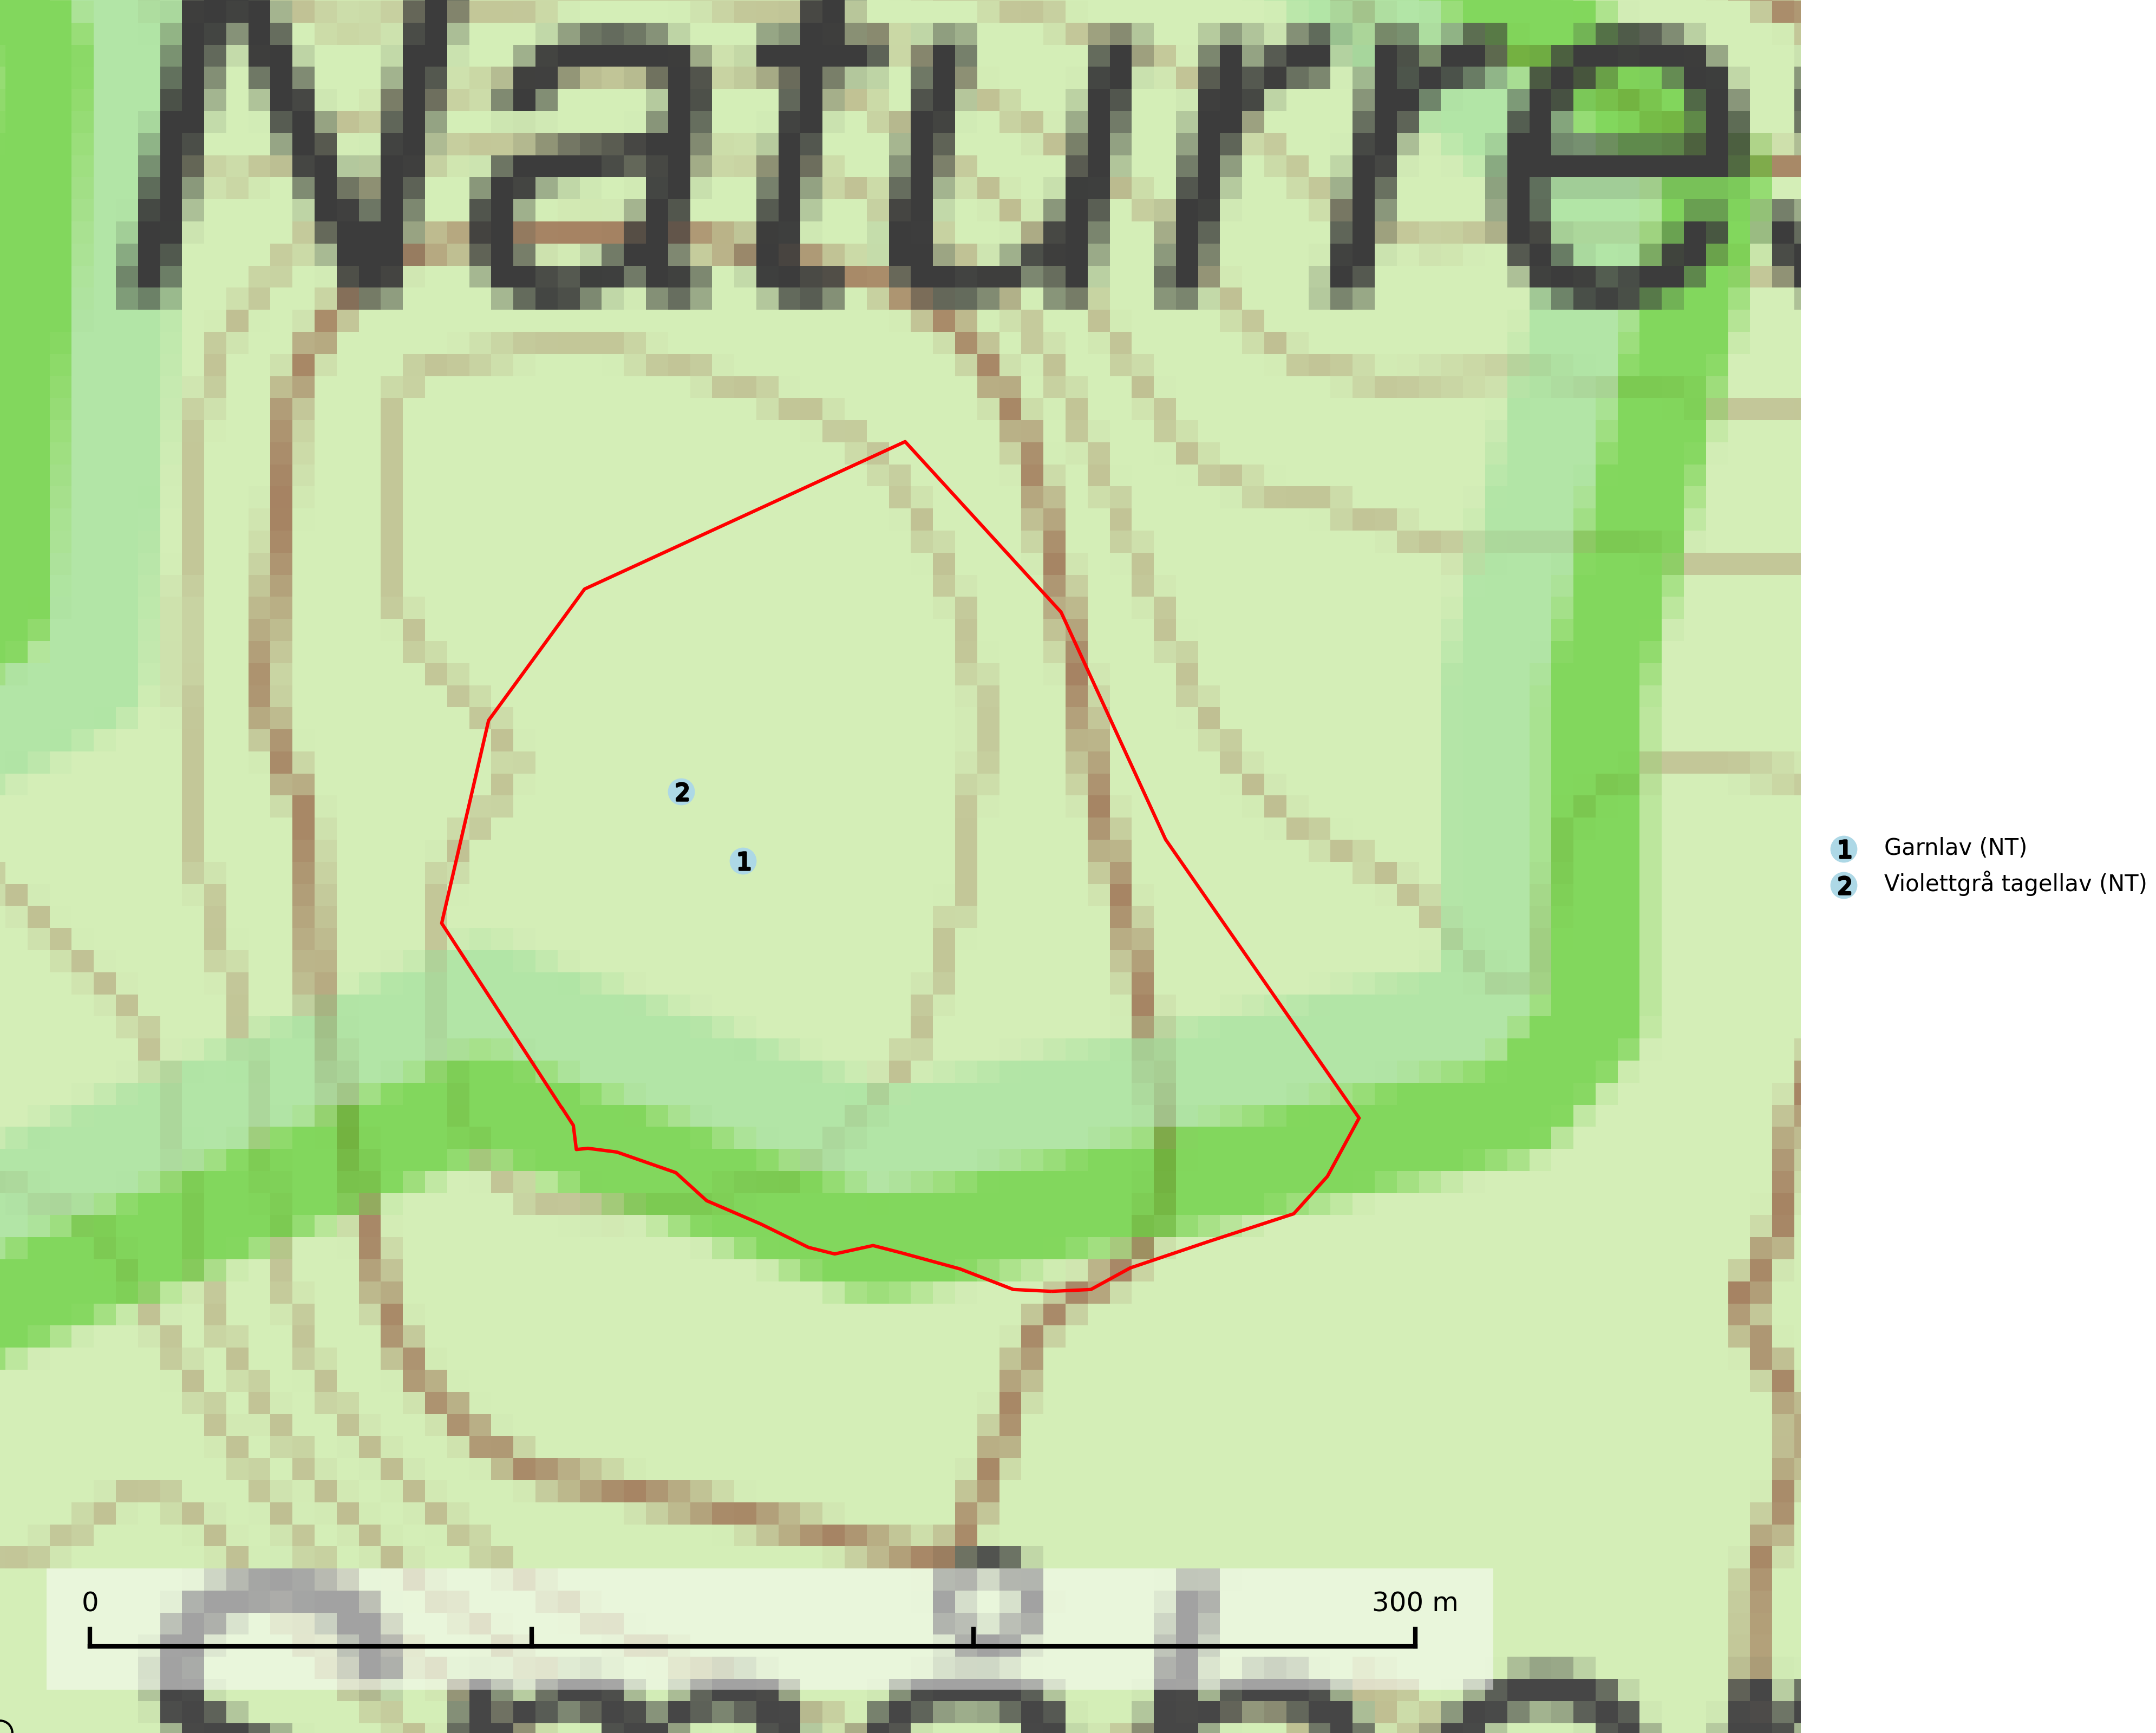 Naturre
1 Garnlav (NT)
2 Violettgrå tagellav (NT)
2
1
0 300 m